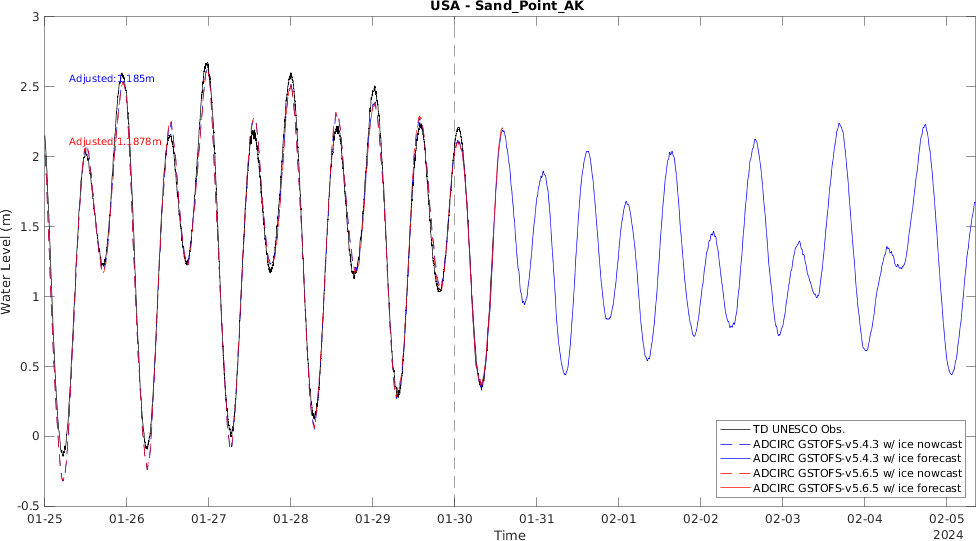 USA - Sand_Point_AK
Adjusted:1.185m
Adjusted:1.1878m
Water Level (m)
3
2.5
2
1.5
1
0.5
0
-0.5
01-25
01-26
01-27
01-28
01-29
01-30
01-31
02-01
02-02
02-03
02-04
02-05
2024
Time
TD UNESCO Obs.
ADCIRC GSTOFS-v5.4.3 w/ ice nowcast
ADCIRC GSTOFS-v5.4.3 w/ ice forecast
ADCIRC GSTOFS-v5.6.5 w/ ice nowcast
ADCIRC GSTOFS-v5.6.5 w/ ice forecast